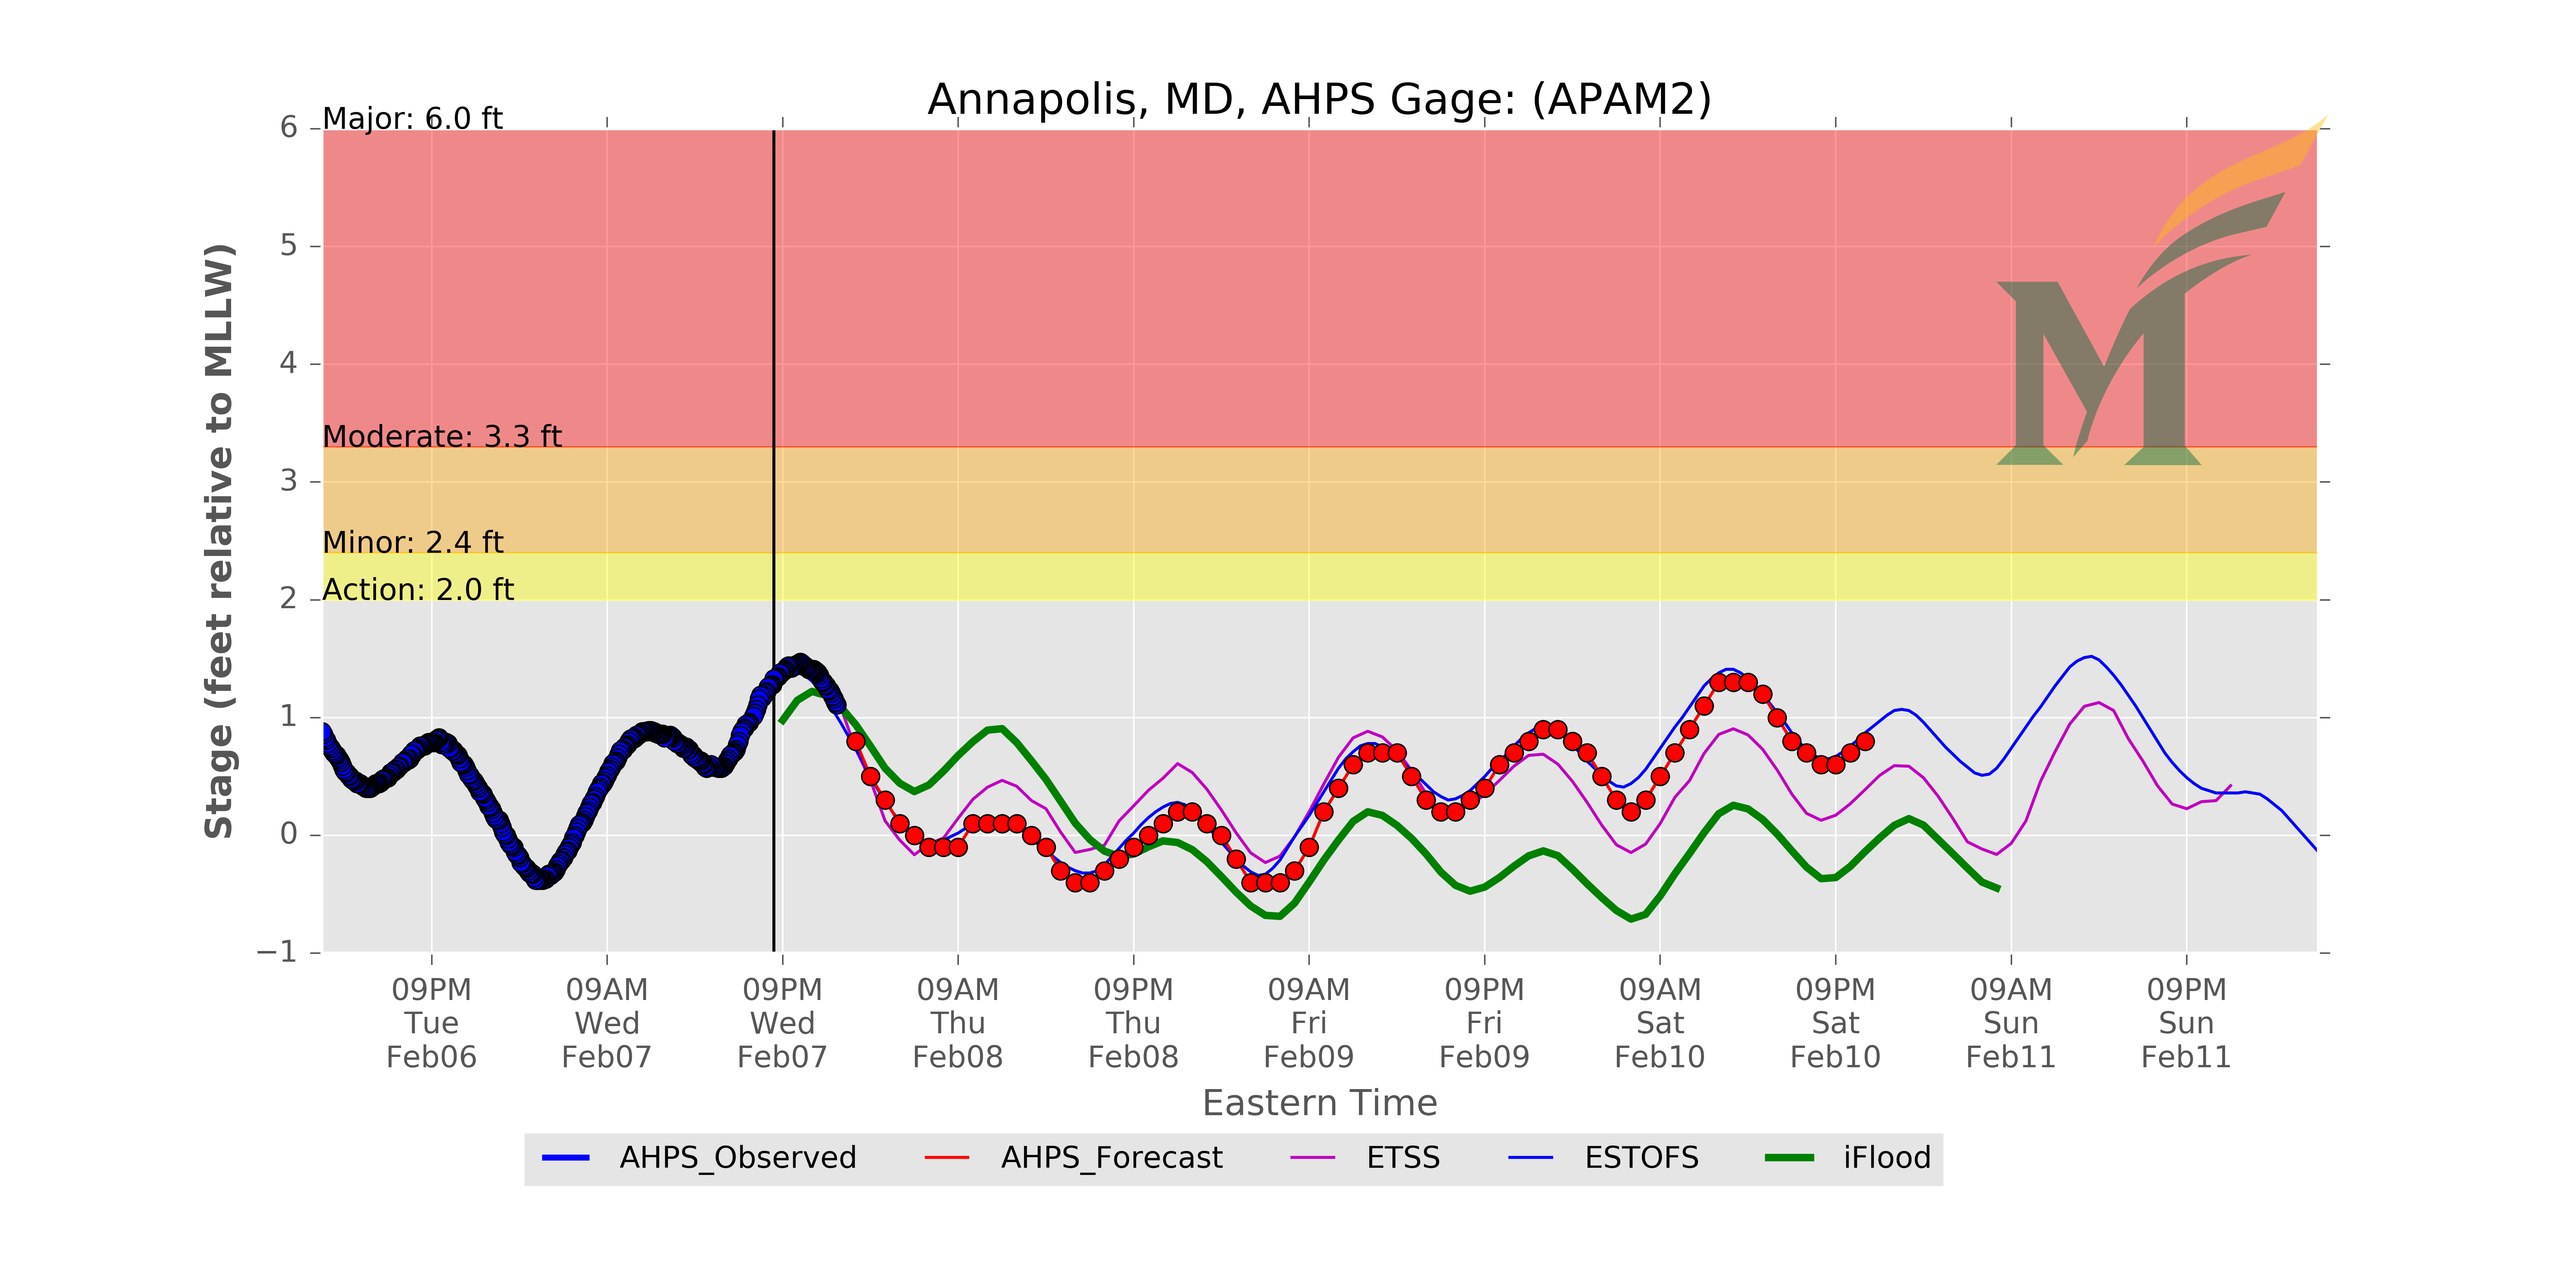 Annapolis, MD, AHPS Gage: (APAM2)
Major: 6.0 ft
Moderate: 3.3 ft
Minor: 2.4 ft
Action: 2.0 ft
Stage (feet relative to MLLW)
6
5
4
3
2
1
0
−1
09PM 09AM 09PM 09AM 09PM 09AM 09PM 09AM 09PM 09AM 09PM
Tue Wed Wed Thu Thu Fri Fri Sat Sat Sun Sun
Feb06 Feb07 Feb07 Feb08 Feb08 Feb09 Feb09 Feb10 Feb10 Feb11 Feb11
Eastern Time
AHPS_Observed AHPS_Forecast ETSS ESTOFS iFlood
M